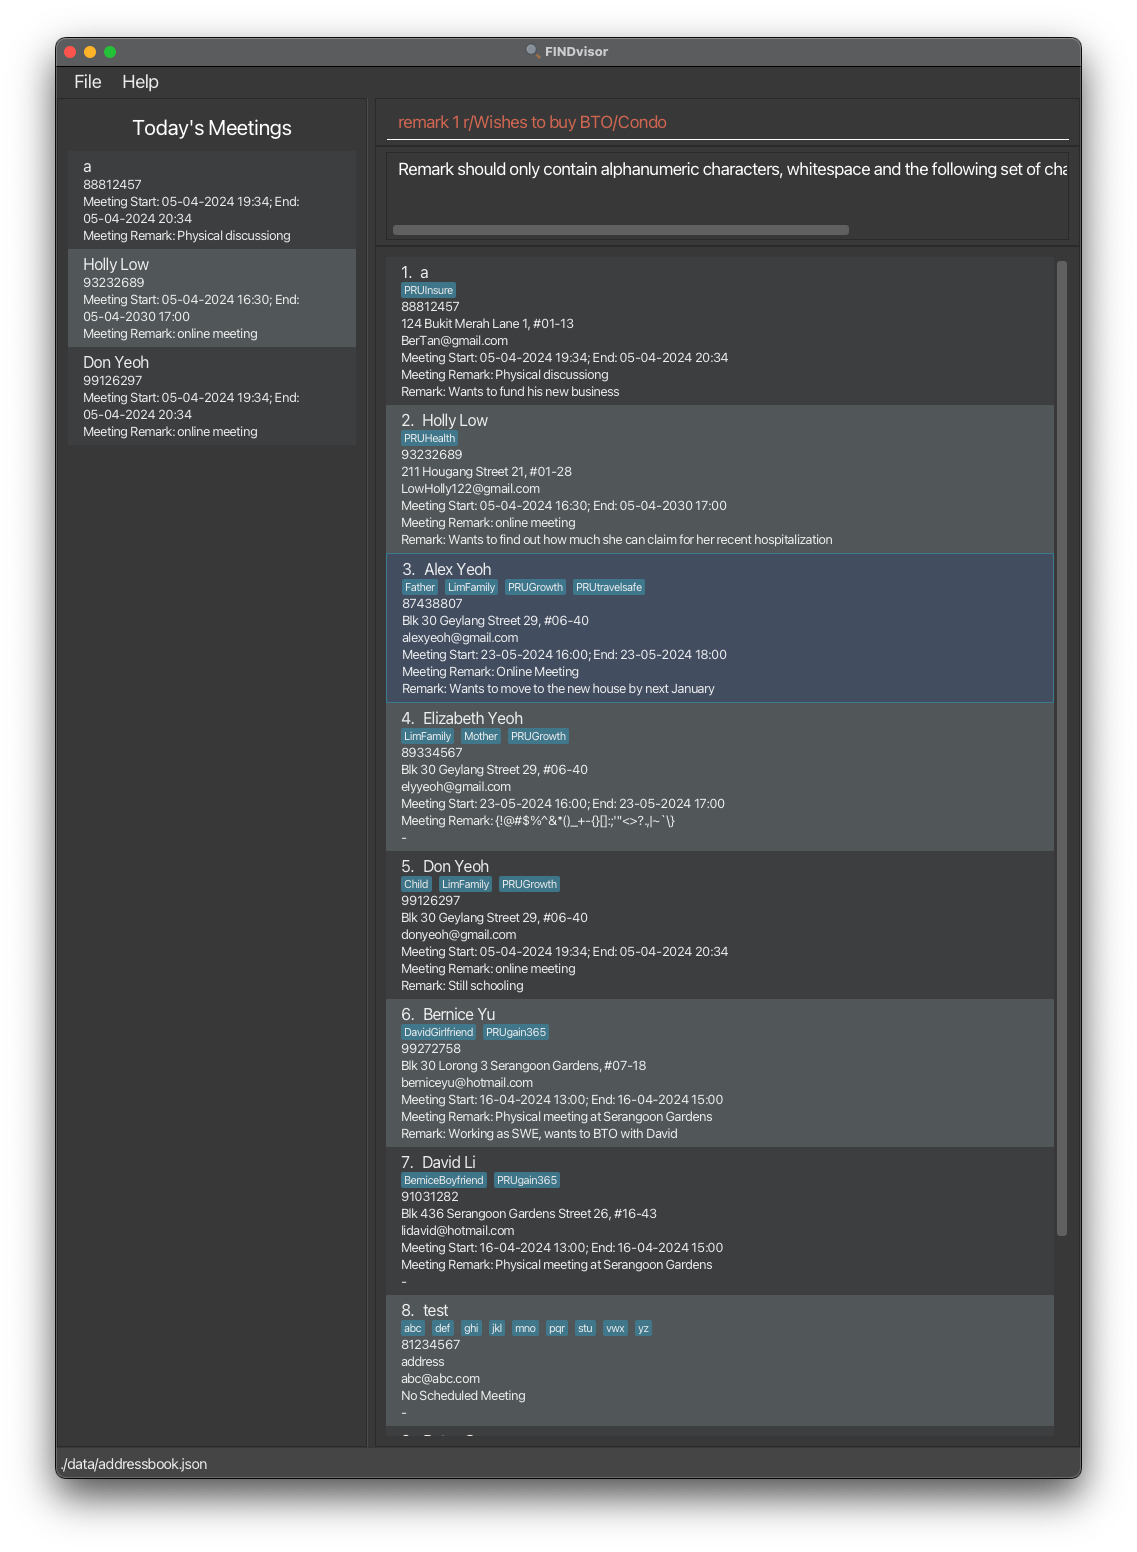 FINDvisor
File Help
Today's Meetings
a
88812457
Meeting Start: 05-04-2024 19:34; End:
05-04-2024 20:34
Meeting Remark: Physical discussiong
Holly Low
93232689
Meeting Start: 05-04-2024 16:30; End:
05-04-2030 17:00
Meeting Remark: online meeting
Don Yeoh
99126297
Meeting Start: 05-04-2024 19:34; End:
05-04-2024 20:34
Meeting Remark: online meeting
remark 1 r/Wishes to buy BTO/Condo
Remark should only contain alphanumeric characters, whitespace and the following set of cha
1. a
PRUInsure
88812457
124 Bukit Merah Lane 1, #01-13
BerTan@gmail.com
Meeting Start: 05-04-2024 19:34; End: 05-04-2024 20:34
Meeting Remark: Physical discussiong
Remark: Wants to fund his new business
2. Holly Low
PRUHealth
93232689
211 Hougang Street 21, #01-28
LowHolly122@gmail.com
Meeting Start: 05-04-2024 16:30; End: 05-04-2030 17:00
Meeting Remark: online meeting
Remark: Wants to find out how much she can claim for her recent hospitalization
3. Alex Yeoh
Father LimFamily PRUGrowth PRUtravelsafe
87438807
Blk 30 Geylang Street 29, #06-40
alexyeoh@gmail.com
Meeting Start: 23-05-2024 16:00; End: 23-05-2024 18:00
Meeting Remark: Online Meeting
Remark: Wants to move to the new house by next January
4. Elizabeth Yeoh
LimFamily Mother PRUGrowth
89334567
Blk 30 Geylang Street 29, #06-40
elyyeoh@gmail.com
Meeting Start: 23-05-2024 16:00; End: 23-05-2024 17:00
Meeting Remark: {!@#$%^&*()_+-{}[]:;'"<>?.,|~`\}
-
5. Don Yeoh
Child LimFamily PRUGrowth
99126297
Blk 30 Geylang Street 29, #06-40
donyeoh@gmail.com
Meeting Start: 05-04-2024 19:34; End: 05-04-2024 20:34
Meeting Remark: online meeting
Remark: Still schooling
6. Bernice Yu
DavidGirlfriend PRUgain365
99272758
Blk 30 Lorong 3 Serangoon Gardens, #07-18
berniceyu@hotmail.com
Meeting Start: 16-04-2024 13:00; End: 16-04-2024 15:00
Meeting Remark: Physical meeting at Serangoon Gardens
Remark: Working as SWE, wants to BTO with David
7. David Li
BerniceBoyfriend PRUgain365
91031282
Blk 436 Serangoon Gardens Street 26, #16-43
lidavid@hotmail.com
Meeting Start: 16-04-2024 13:00; End: 16-04-2024 15:00
Meeting Remark: Physical meeting at Serangoon Gardens
-
8. test
abc def ghi jkl mno pqr stu vwx yz
81234567
address
abc@abc.com
No Scheduled Meeting
-
./data/addressbook.json